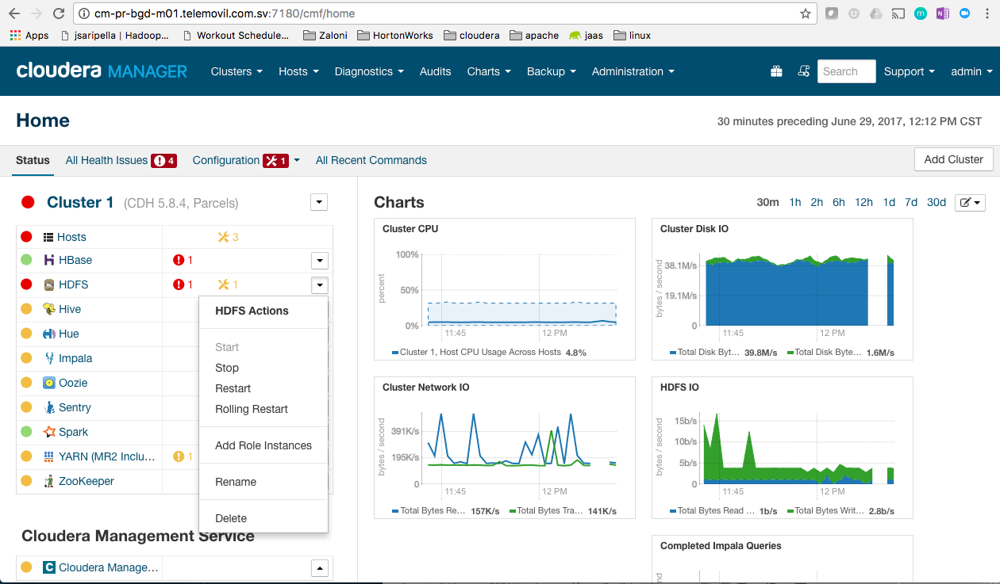 cm-pr-bgd-m01.telemovil.com.sv:7180/cmf/home
Apps jsaripella | Hadoop... Workout Schedule... Zaloni HortonWorks cloudera apache jaas linux
cloudera MANAGER Clusters Hosts Diagnostics Audits Charts Backup Administration Search Support admin
Home
30 minutes preceding June 29, 2017, 12:12 PM CST
Status All Health Issues 4 Configuration 1 All Recent Commands Add Cluster
Cluster 1 (CDH 5.8.4, Parcels)
Hosts 3
HBase 1
HDFS 1 1
Hive
Hue
Impala
Oozie
Sentry
Spark
YARN (MR2 Inclu... 1
ZooKeeper
HDFS Actions
Start
Stop
Restart
Rolling Restart
Add Role Instances
Rename
Delete
Cloudera Management Service
Cloudera Manage...
Charts
30m 1h 2h 6h 12h 1d 7d 30d
Cluster CPU
percent
100%
50%
0%
11:45 12 PM
Cluster 1, Host CPU Usage Across Hosts 4.8%
Cluster Disk IO
bytes / second
38.1M/s
19.1M/s
0
11:45 12 PM
Total Disk Byt... 39.8M/s Total Disk Byte... 1.6M/s
Cluster Network IO
bytes / second
391K/s
195K/s
0
11:45 12 PM
Total Bytes Re... 157K/s Total Bytes Tra... 141K/s
HDFS IO
bytes / second
15b/s
10b/s
5b/s
0
11:45 12 PM
Total Bytes Read ... 1b/s Total Bytes Writ... 2.8b/s
Completed Impala Queries